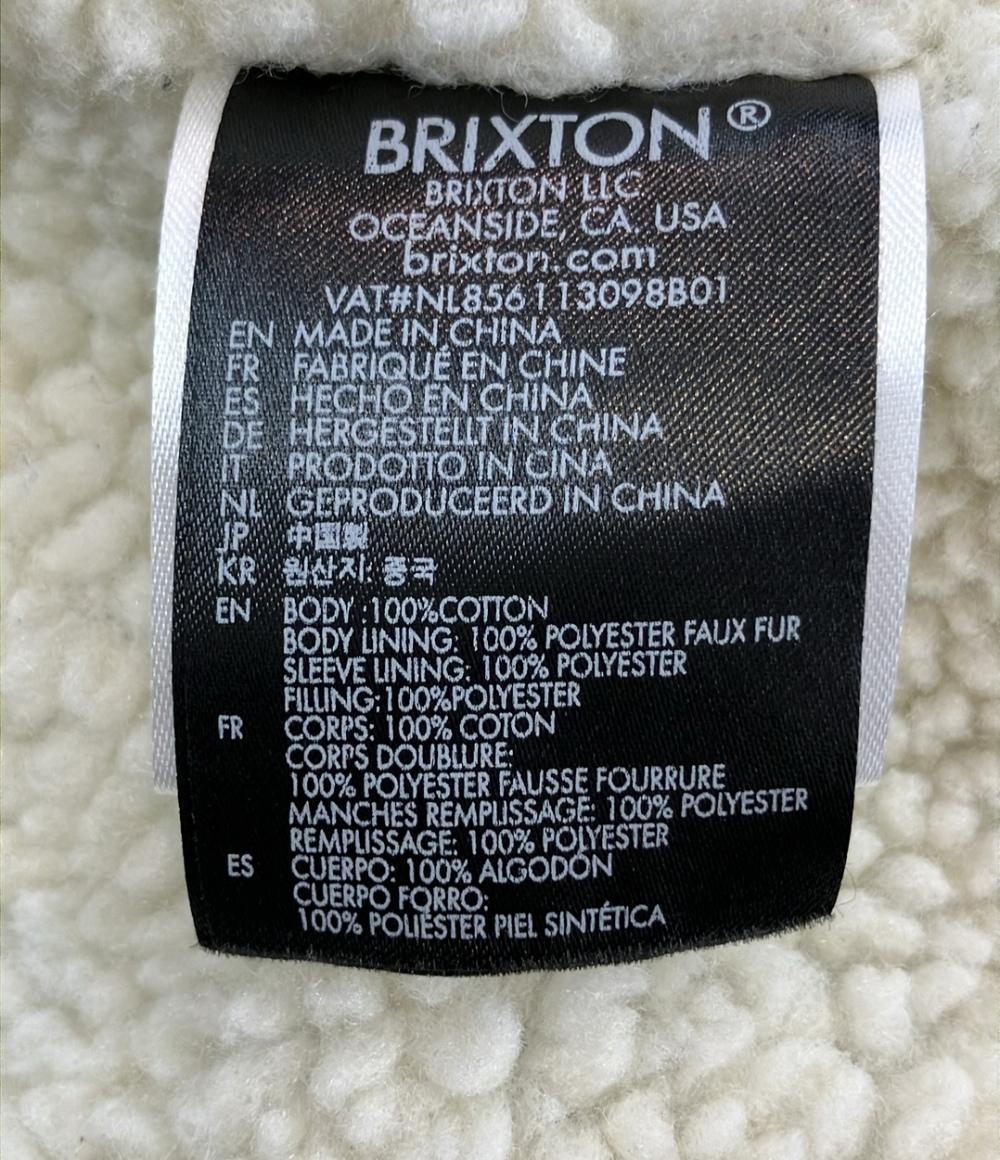 BRIXTON®
BRIXTON LLC
OCEANSIDE, CA. USA
brixton.com
VAT#NL856113098B01
EN MADE IN CHINA
FR FABRIQUÉ EN CHINE
ES HECHO EN CHINA
DE HERGESTELLT IN CHINA
IT PRODOTTO IN CINA
NL GEPRODUCEERD IN CHINA
JP 中国製
KR 원산지: 중국
EN BODY :100%COTTON
BODY LINING: 100% POLYESTER FAUX FUR
SLEEVE LINING: 100% POLYESTER
FILLING:100%POLYESTER
FR CORPS: 100% COTON
CORPS DOUBLURE:
100% POLYESTER FAUSSE FOURRURE
MANCHES REMPLISSAGE: 100% POLYESTER
REMPLISSAGE: 100% POLYESTER
ES CUERPO: 100% ALGODÓN
CUERPO FORRO:
100% POLIÉSTER PIEL SINTÉTICA